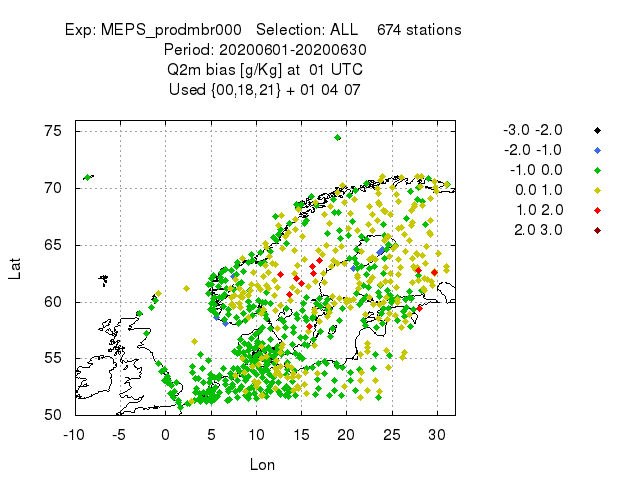 Exp: MEPS_prodmbr000 Selection: ALL 674 stations
Period: 20200601-20200630
Q2m bias [g/Kg] at 01 UTC
Used {00,18,21} + 01 04 07
-3.0 -2.0
-2.0 -1.0
-1.0 0.0
0.0 1.0
1.0 2.0
2.0 3.0
75
70
65
60
55
50
Lat
-10 -5 0 5 10 15 20 25 30
Lon